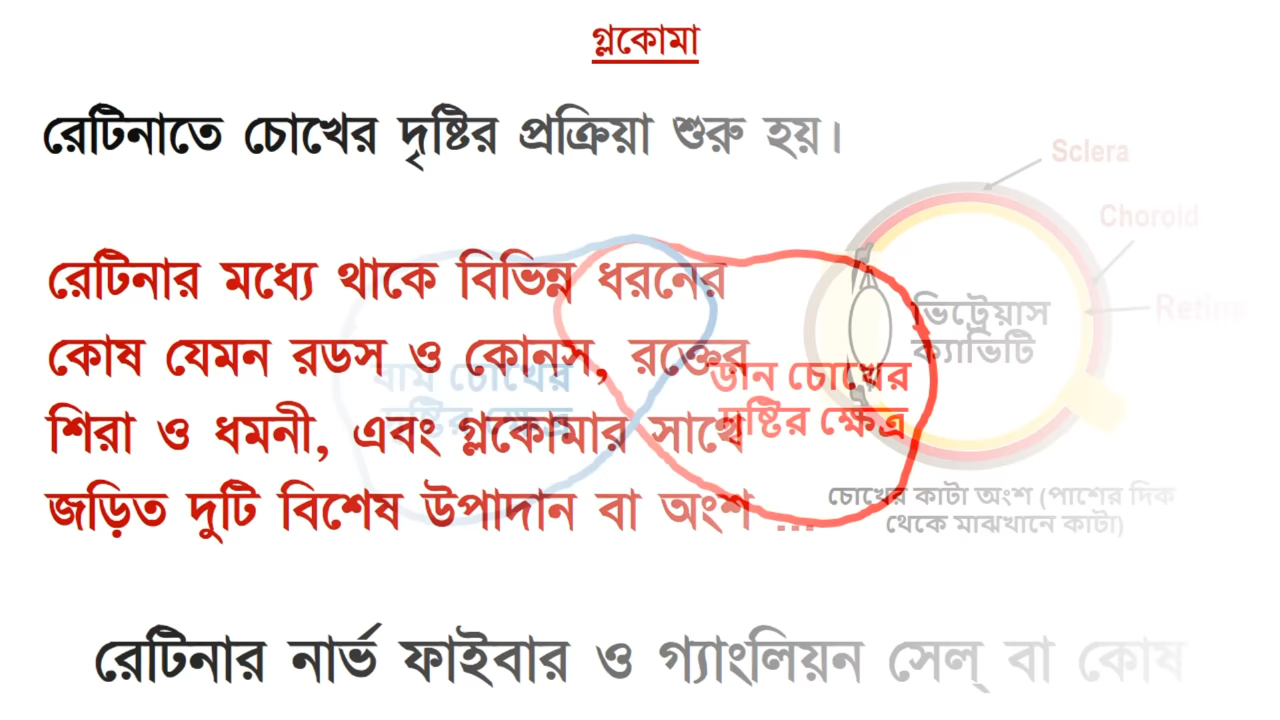 গ্লকোমা
রেটিনাতে চোখের দৃষ্টির প্রক্রিয়া শুরু হয়।
Sclera
Choroid
Retina
রেটিনার মধ্যে থাকে বিভিন্ন ধরনের
কোষ যেমন রডস ও কোনস, রক্তের
শিরা ও ধমনী, এবং গ্লকোমার সাথে
জড়িত দুটি বিশেষ উপাদান বা অংশ ...
ভিট্রেয়াস
ক্যাভিটি
বাম চোখের
দৃষ্টির ক্ষেত্র
ডান চোখের
দৃষ্টির ক্ষেত্র
চোখের কাটা অংশ (পাশের দিক
থেকে মাঝখানে কাটা)
রেটিনার নার্ভ ফাইবার ও গ্যাংলিয়ন সেল্ বা কোষ